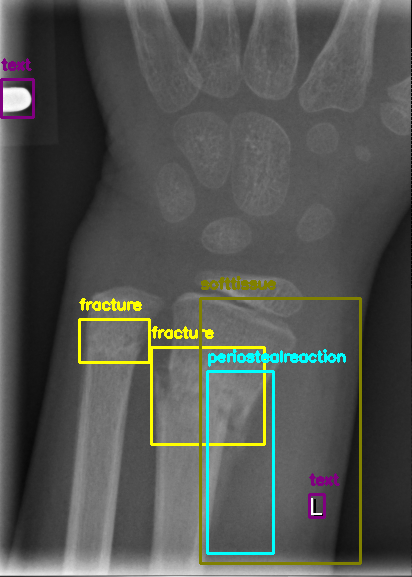 text
softtissue
fracture
fracture
periostealreaction
text
L